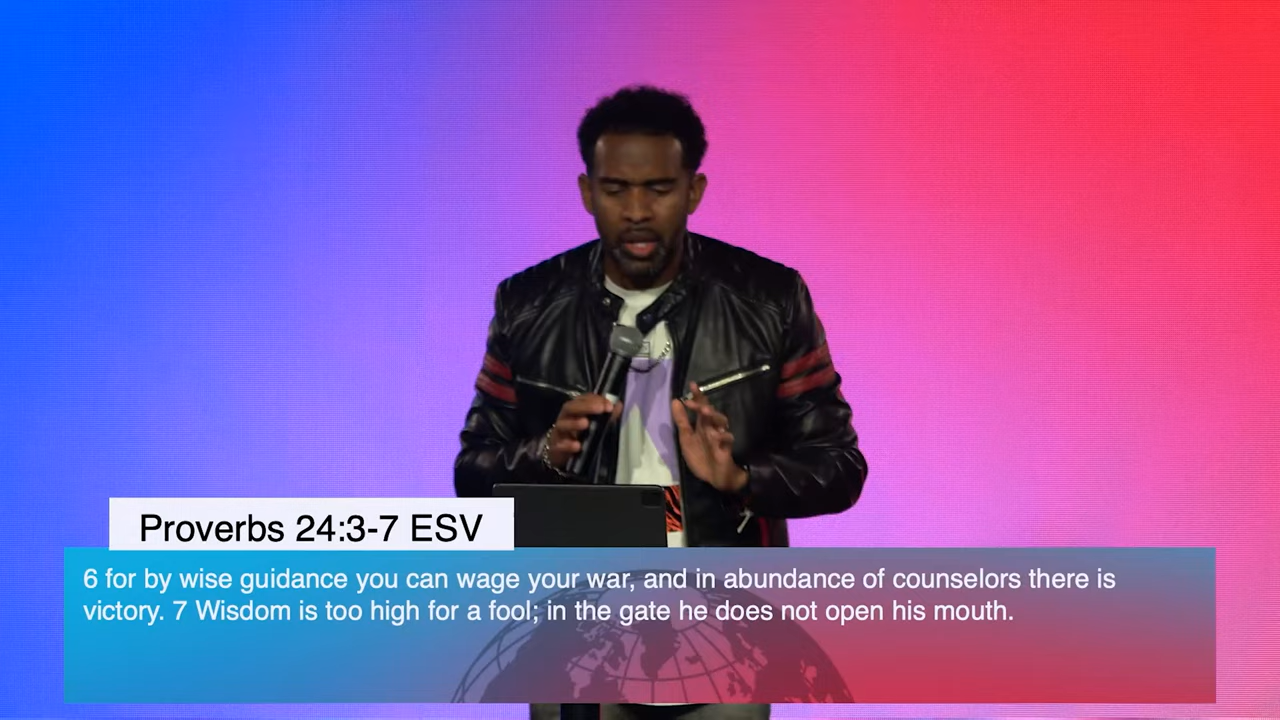 Proverbs 24:3-7 ESV
6 for by wise guidance you can wage your war, and in abundance of counselors there is
victory. 7 Wisdom is too high for a fool; in the gate he does not open his mouth.